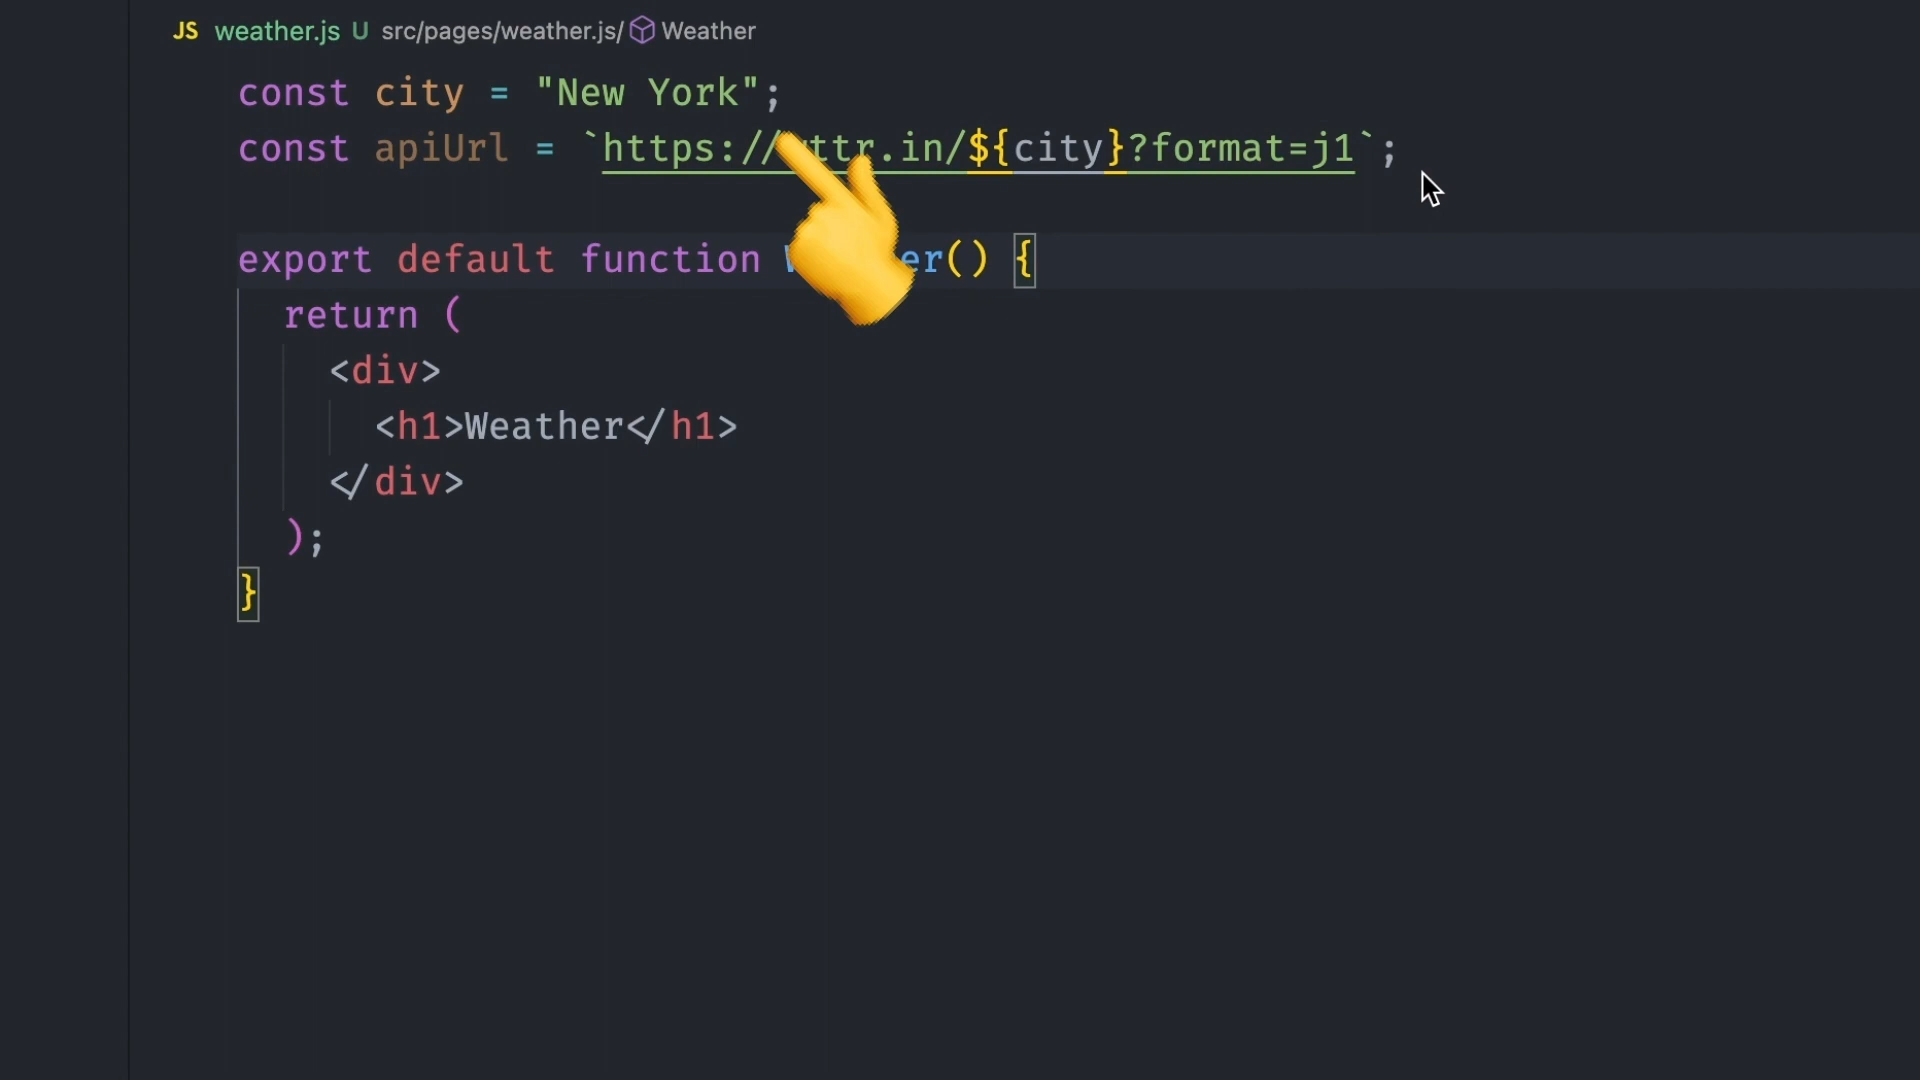 JS weather.js U src/pages/weather.js/ Weather
const city = "New York";
const apiUrl = `https://ttr.in/${city}?format=j1`;
export default function er() {
return (
<div>
<h1>Weather</h1>
</div>
);
}